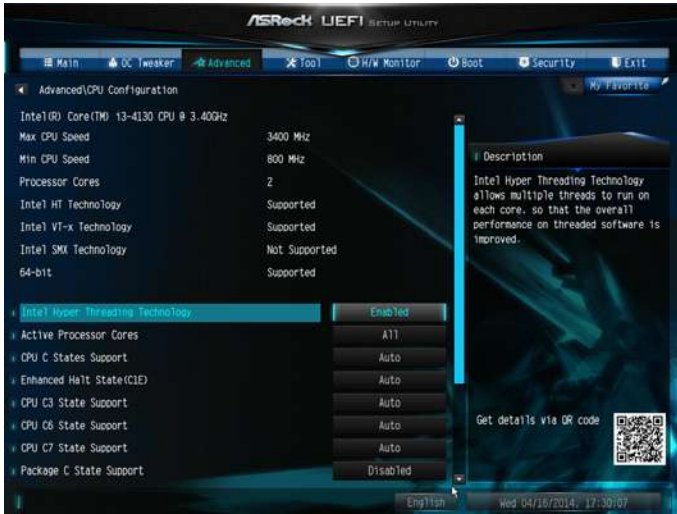 ASRock UEFI SETUP UTILITY
Main OC Tweaker Advanced Tool H/W Monitor Boot Security Exit
Advanced\CPU Configuration
My Favorite
Intel(R) Core(TM) i3-4130 CPU @ 3.40GHz
Max CPU Speed 3400 MHz
Min CPU Speed 800 MHz
Processor Cores 2
Intel HT Technology Supported
Intel VT-x Technology Supported
Intel SMX Technology Not Supported
64-bit Supported
Intel Hyper Threading Technology Enabled
Active Processor Cores All
CPU C States Support Auto
Enhanced Halt State(C1E) Auto
CPU C3 State Support Auto
CPU C6 State Support Auto
CPU C7 State Support Auto
Package C State Support Disabled
Description
Intel Hyper Threading Technology
allows multiple threads to run on
each core. so that the overall
performance on threaded software is
improved.
Get details via QR code
English
Wed 04/16/2014. 17:30:07